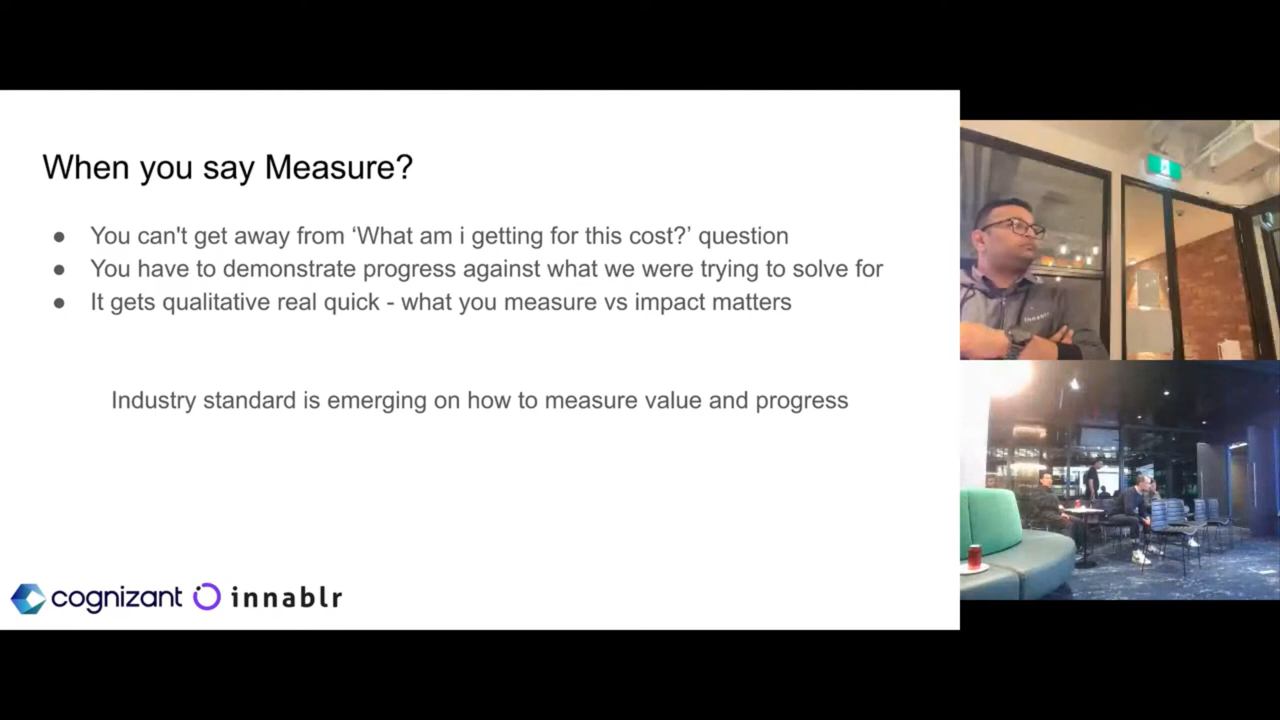 When you say Measure?
● You can't get away from ‘What am i getting for this cost?’ question
● You have to demonstrate progress against what we were trying to solve for
● It gets qualitative real quick - what you measure vs impact matters
Industry standard is emerging on how to measure value and progress
cognizant innablr
innablr